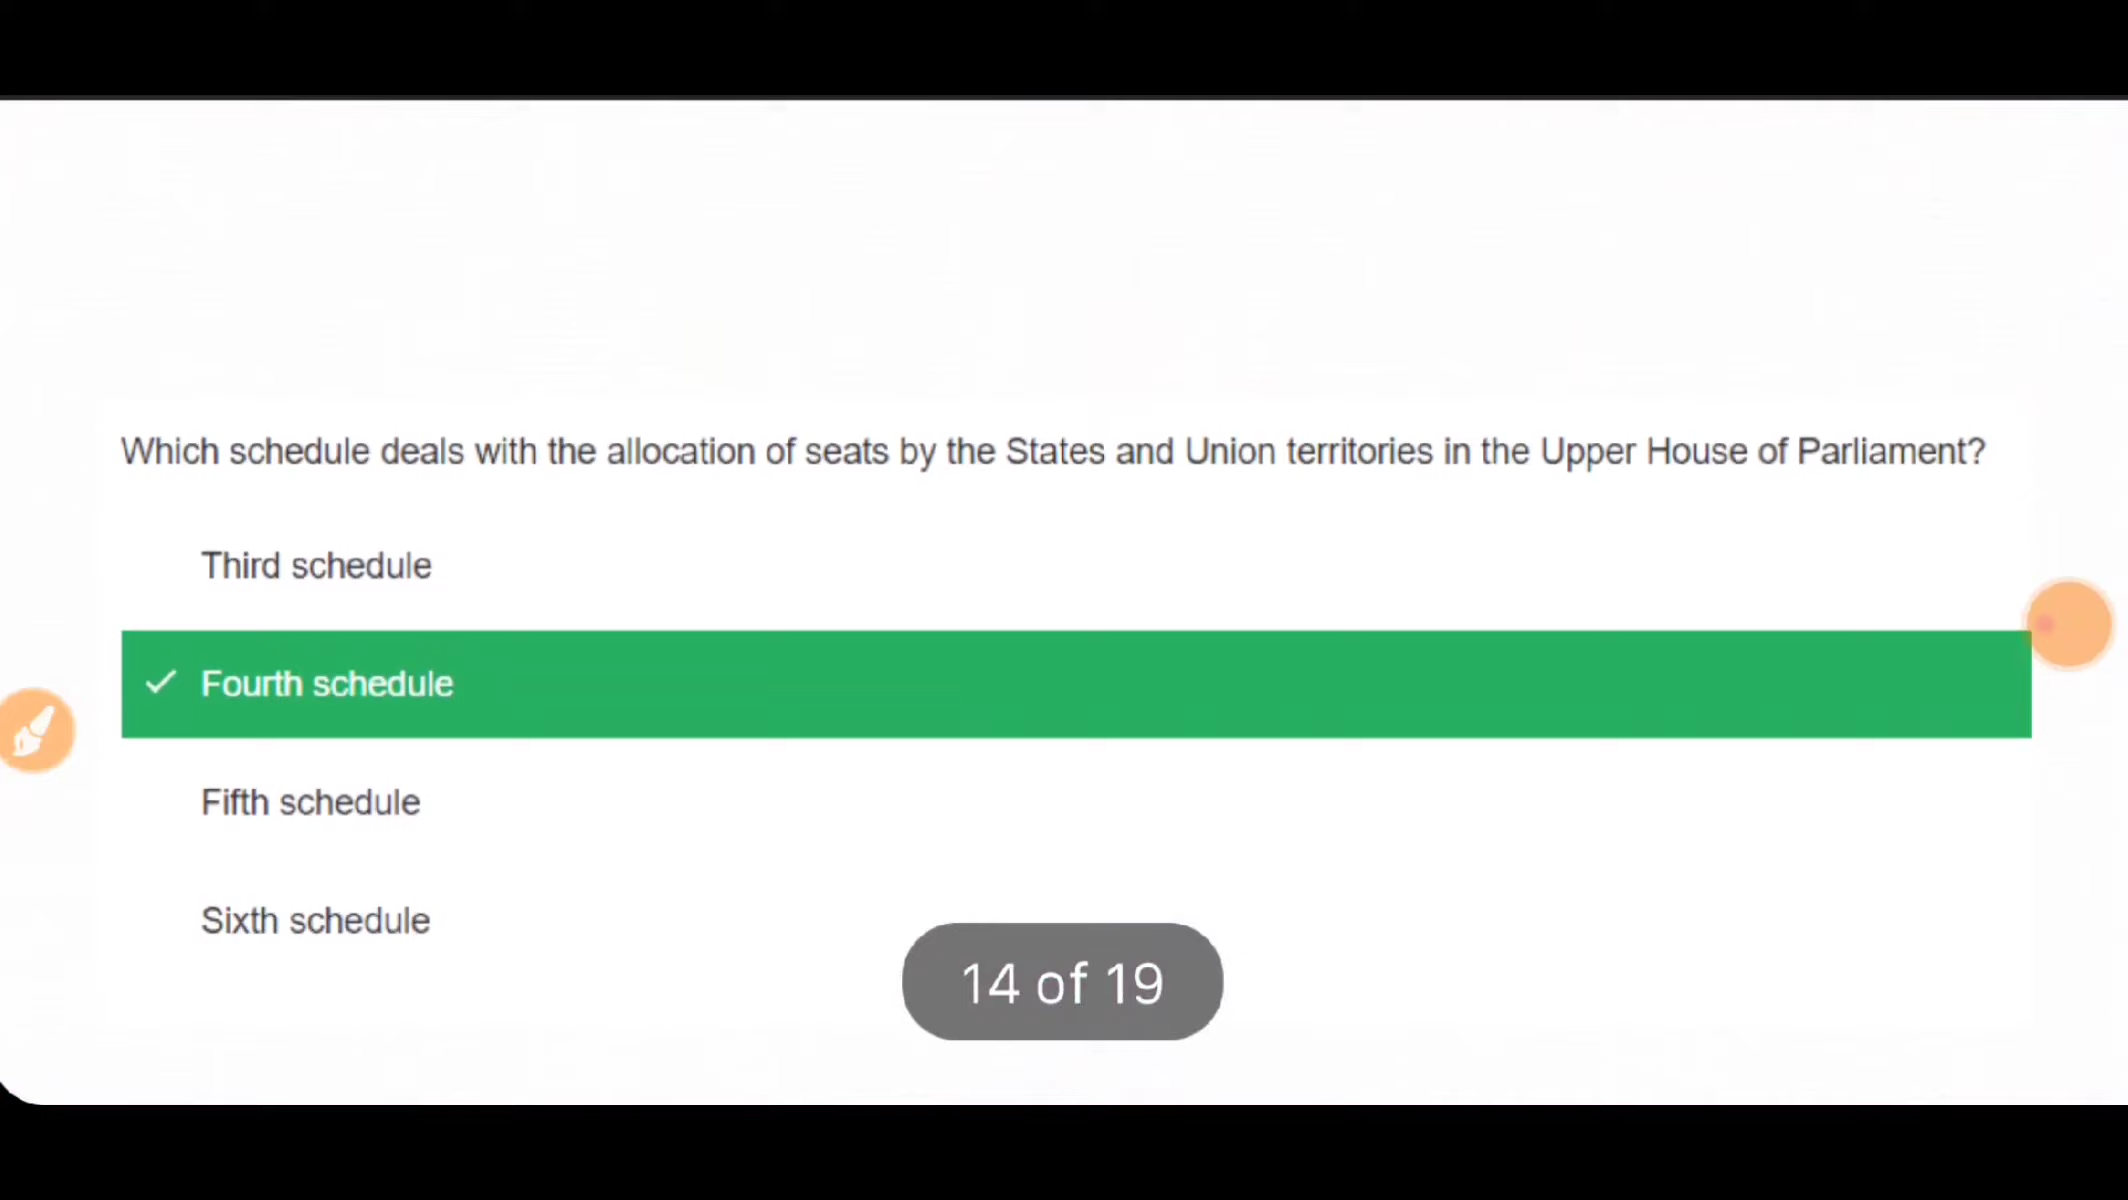 Which schedule deals with the allocation of seats by the States and Union territories in the Upper House of Parliament?
Third schedule
Fourth schedule
Fifth schedule
Sixth schedule
14 of 19